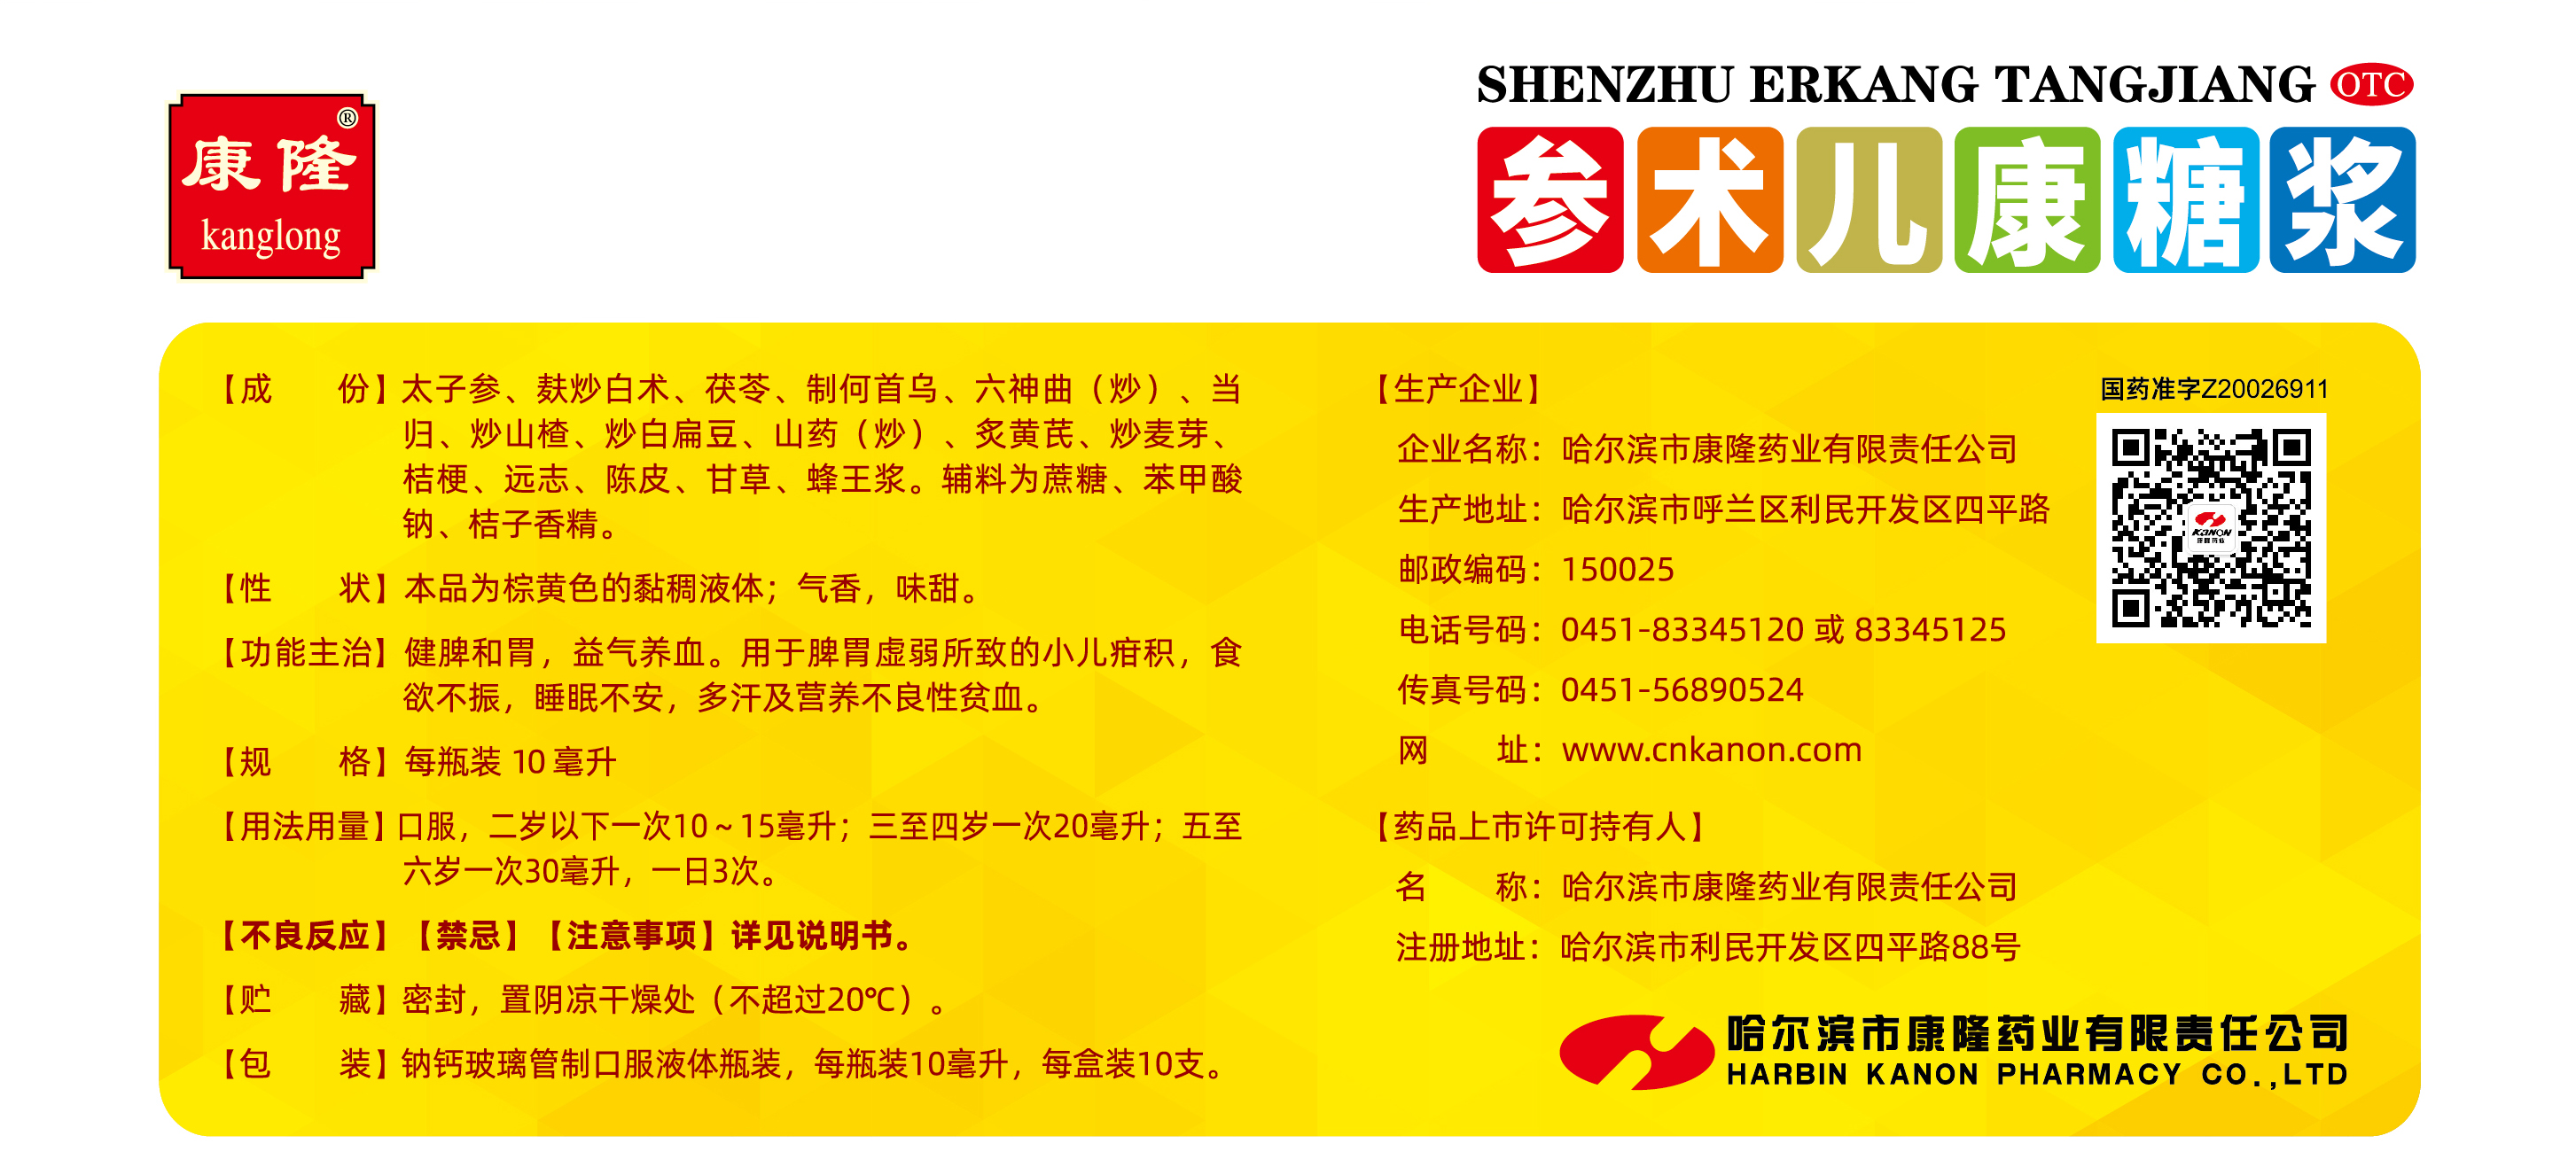 康隆®
kanglong
SHENZHU ERKANG TANGJIANG OTC
参术儿康糖浆
【成　　份】太子参、麸炒白术、茯苓、制何首乌、六神曲（炒）、当
归、炒山楂、炒白扁豆、山药（炒）、炙黄芪、炒麦芽、
桔梗、远志、陈皮、甘草、蜂王浆。辅料为蔗糖、苯甲酸
钠、桔子香精。
【性　　状】本品为棕黄色的黏稠液体；气香，味甜。
【功能主治】健脾和胃，益气养血。用于脾胃虚弱所致的小儿疳积，食
欲不振，睡眠不安，多汗及营养不良性贫血。
【规　　格】每瓶装 10 毫升
【用法用量】口服，二岁以下一次10～15毫升；三至四岁一次20毫升；五至
六岁一次30毫升，一日3次。
【不良反应】【禁忌】【注意事项】详见说明书。
【贮　　藏】密封，置阴凉干燥处（不超过20℃）。
【包　　装】钠钙玻璃管制口服液体瓶装，每瓶装10毫升，每盒装10支。
【生产企业】
企业名称：哈尔滨市康隆药业有限责任公司
生产地址：哈尔滨市呼兰区利民开发区四平路
邮政编码：150025
电话号码：0451-83345120 或 83345125
传真号码：0451-56890524
网　　址：www.cnkanon.com
【药品上市许可持有人】
名　　称：哈尔滨市康隆药业有限责任公司
注册地址：哈尔滨市利民开发区四平路88号
国药准字Z20026911
KANON
康隆药业
哈尔滨市康隆药业有限责任公司
HARBIN KANON PHARMACY CO.,LTD